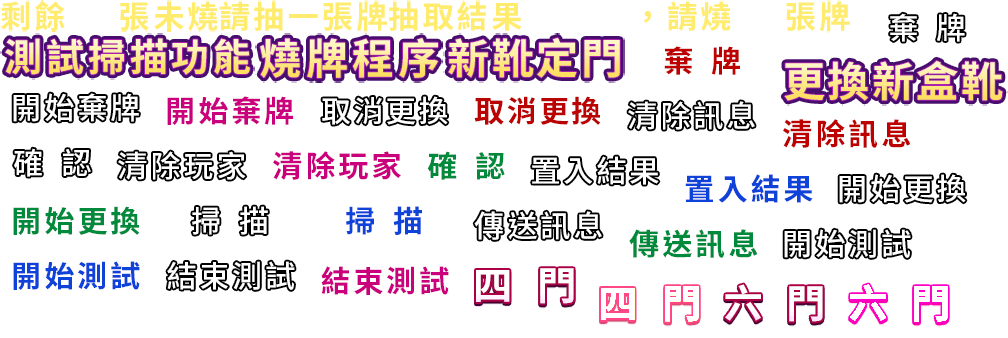 剩餘 張未燒請抽一張牌抽取結果 ，請燒 張牌
棄 牌
測試掃描功能 燒牌程序 新靴定門
棄 牌
更換新盒靴
開始棄牌 開始棄牌 取消更換 取消更換 清除訊息
清除訊息
確 認 清除玩家 清除玩家 確 認 置入結果
置入結果 開始更換
開始更換 掃 描 掃 描 傳送訊息
傳送訊息 開始測試
開始測試 結束測試 結束測試 四 門
四 門 六 門 六 門